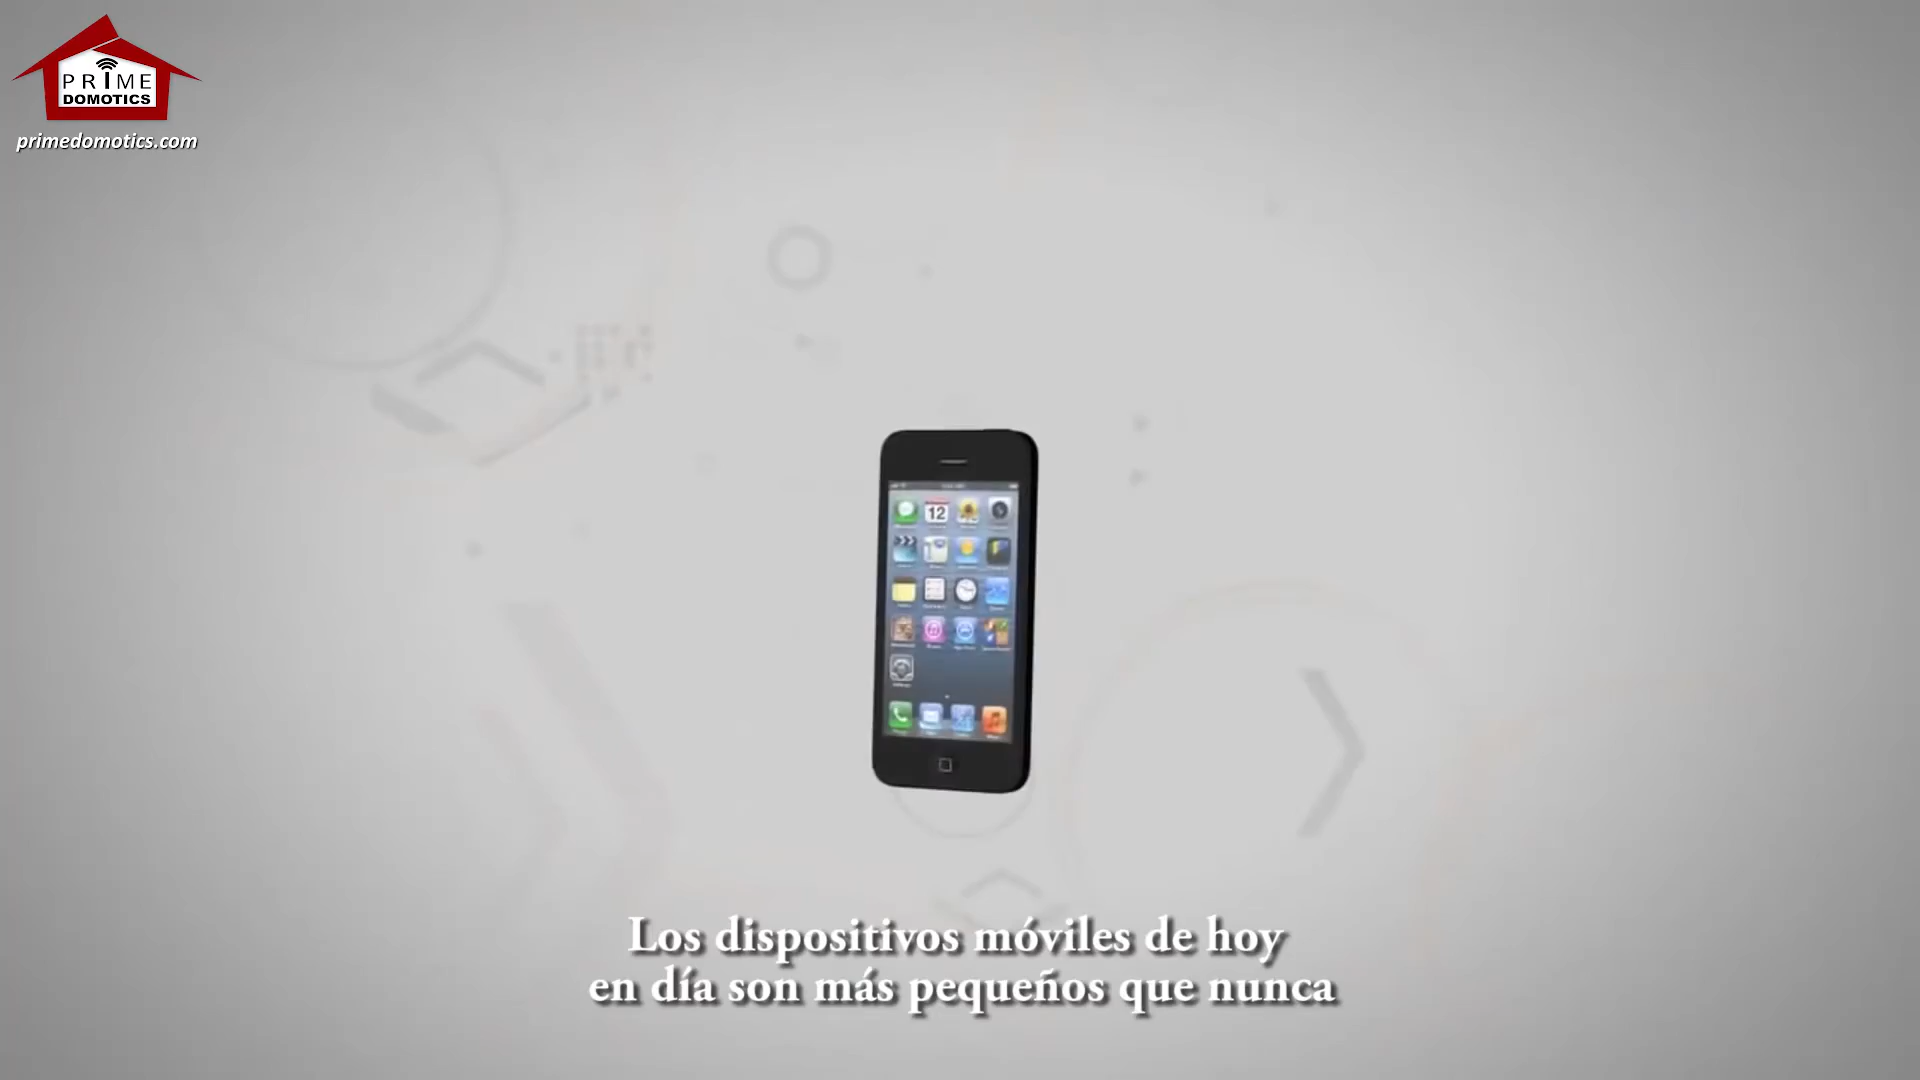 PRIME
DOMOTICS
primedomotics.com
12
Los dispositivos móviles de hoy
en día son más pequeños que nunca